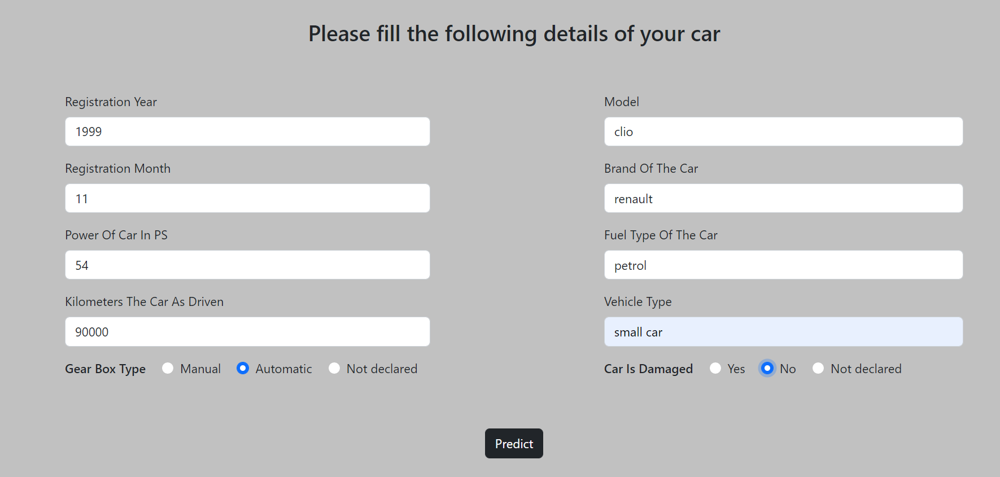 Please fill the following details of your car
Registration Year
1999
Registration Month
11
Power Of Car In PS
54
Kilometers The Car As Driven
90000
Gear Box Type Manual Automatic Not declared
Model
clio
Brand Of The Car
renault
Fuel Type Of The Car
petrol
Vehicle Type
small car
Car Is Damaged Yes No Not declared
Predict